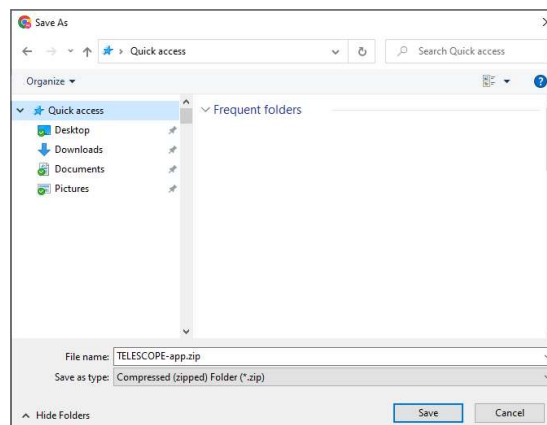 Save As
Quick access
Search Quick access
Organize
Quick access
Frequent folders
Desktop
Downloads
Documents
Pictures
File name: TELESCOPE-app.zip
Save as type: Compressed (zipped) Folder (*.zip)
Hide Folders
Save
Cancel